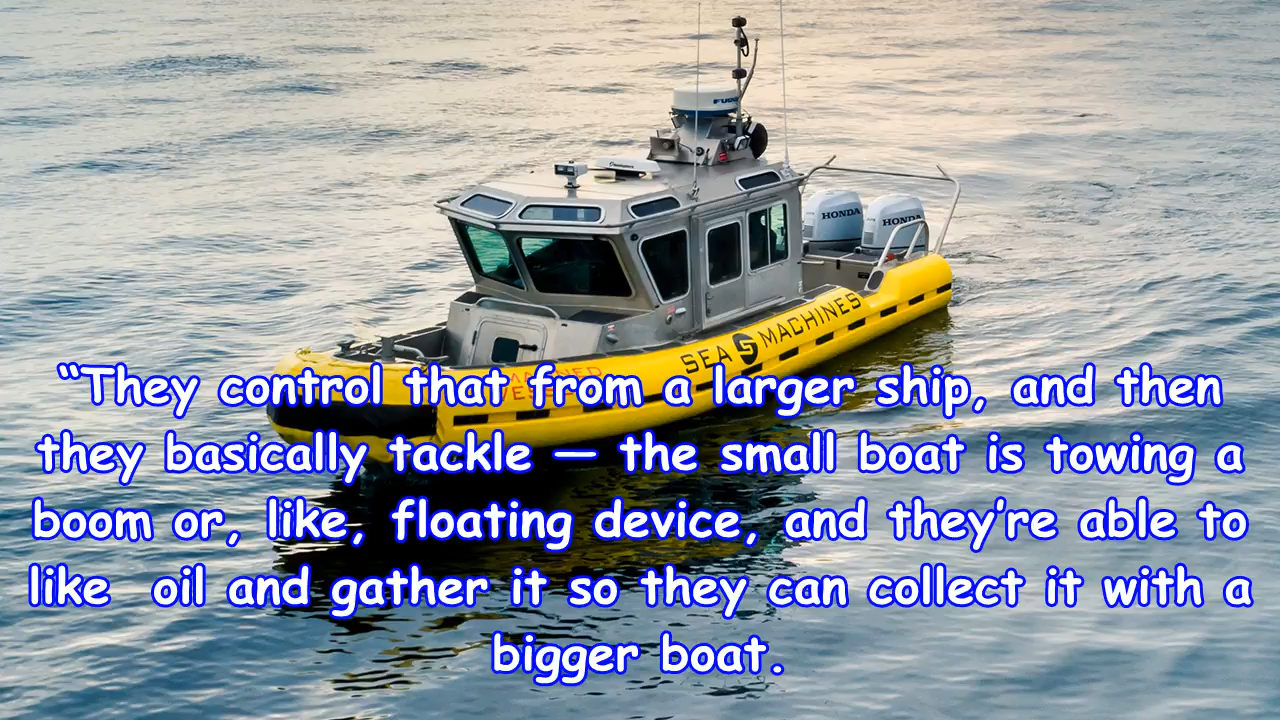 FURUNO
HONDA
HONDA
SEA MACHINES
“They control that from a larger ship, and then
they basically tackle — the small boat is towing a
boom or, like, floating device, and they’re able to
like  oil and gather it so they can collect it with a
bigger boat.